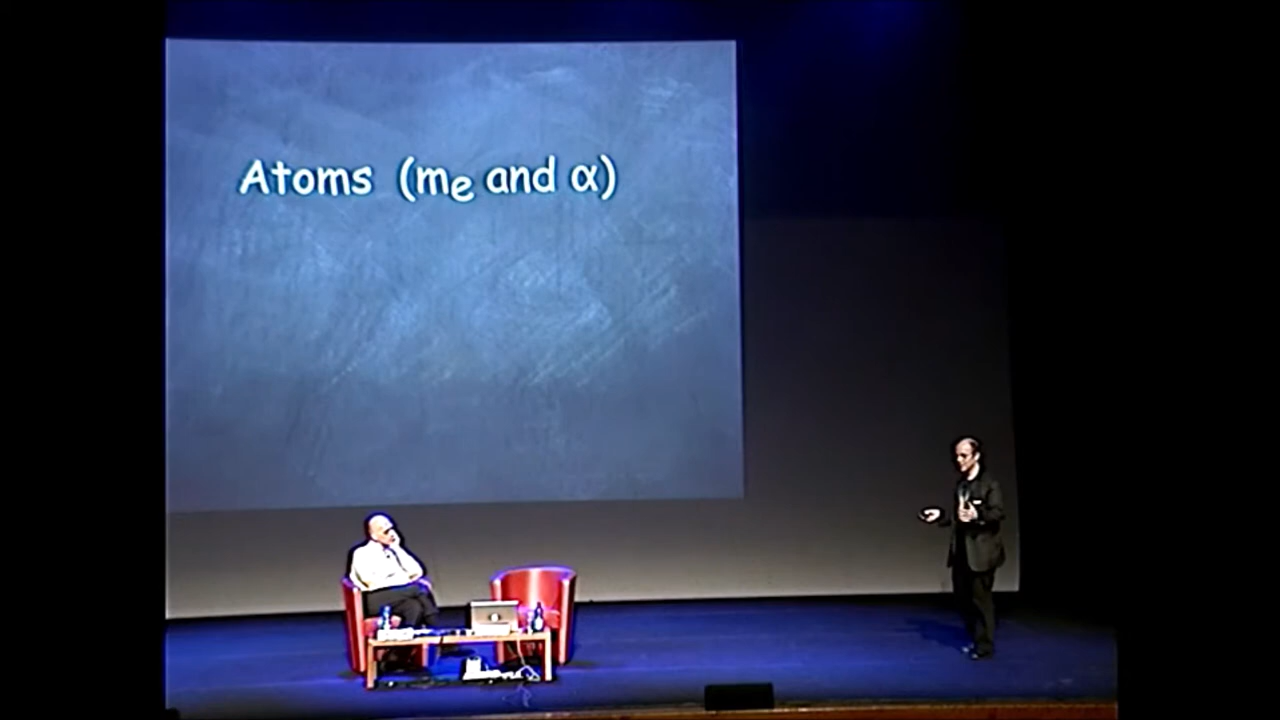 Atoms (me and α)